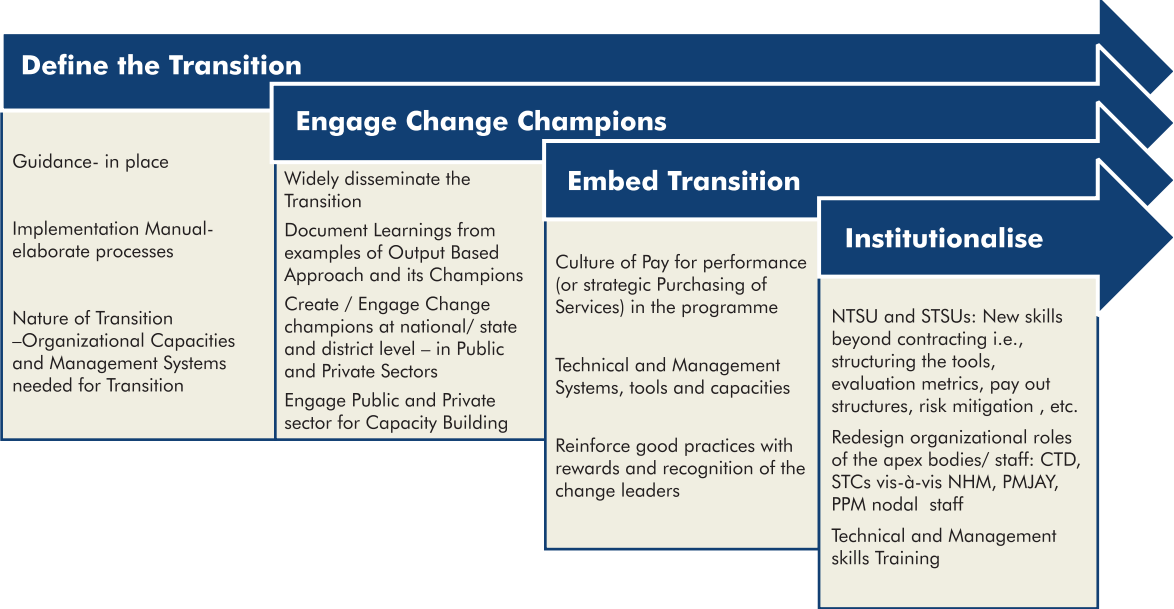 Define the Transition
Guidance- in place
Implementation Manual-
elaborate processes
Nature of Transition
–Organizational Capacities
and Management Systems
needed for Transition
Engage Change Champions
Widely disseminate the
Transition
Document Learnings from
examples of Output Based
Approach and its Champions
Create / Engage Change
champions at national/ state
and district level – in Public
and Private Sectors
Engage Public and Private
sector for Capacity Building
Embed Transition
Culture of Pay for performance
(or strategic Purchasing of
Services) in the programme
Technical and Management
Systems, tools and capacities
Reinforce good practices with
rewards and recognition of the
change leaders
Institutionalise
NTSU and STSUs: New skills
beyond contracting i.e.,
structuring the tools,
evaluation metrics, pay out
structures, risk mitigation , etc.
Redesign organizational roles
of the apex bodies/ staff: CTD,
STCs vis-à-vis NHM, PMJAY,
PPM nodal  staff
Technical and Management
skills Training